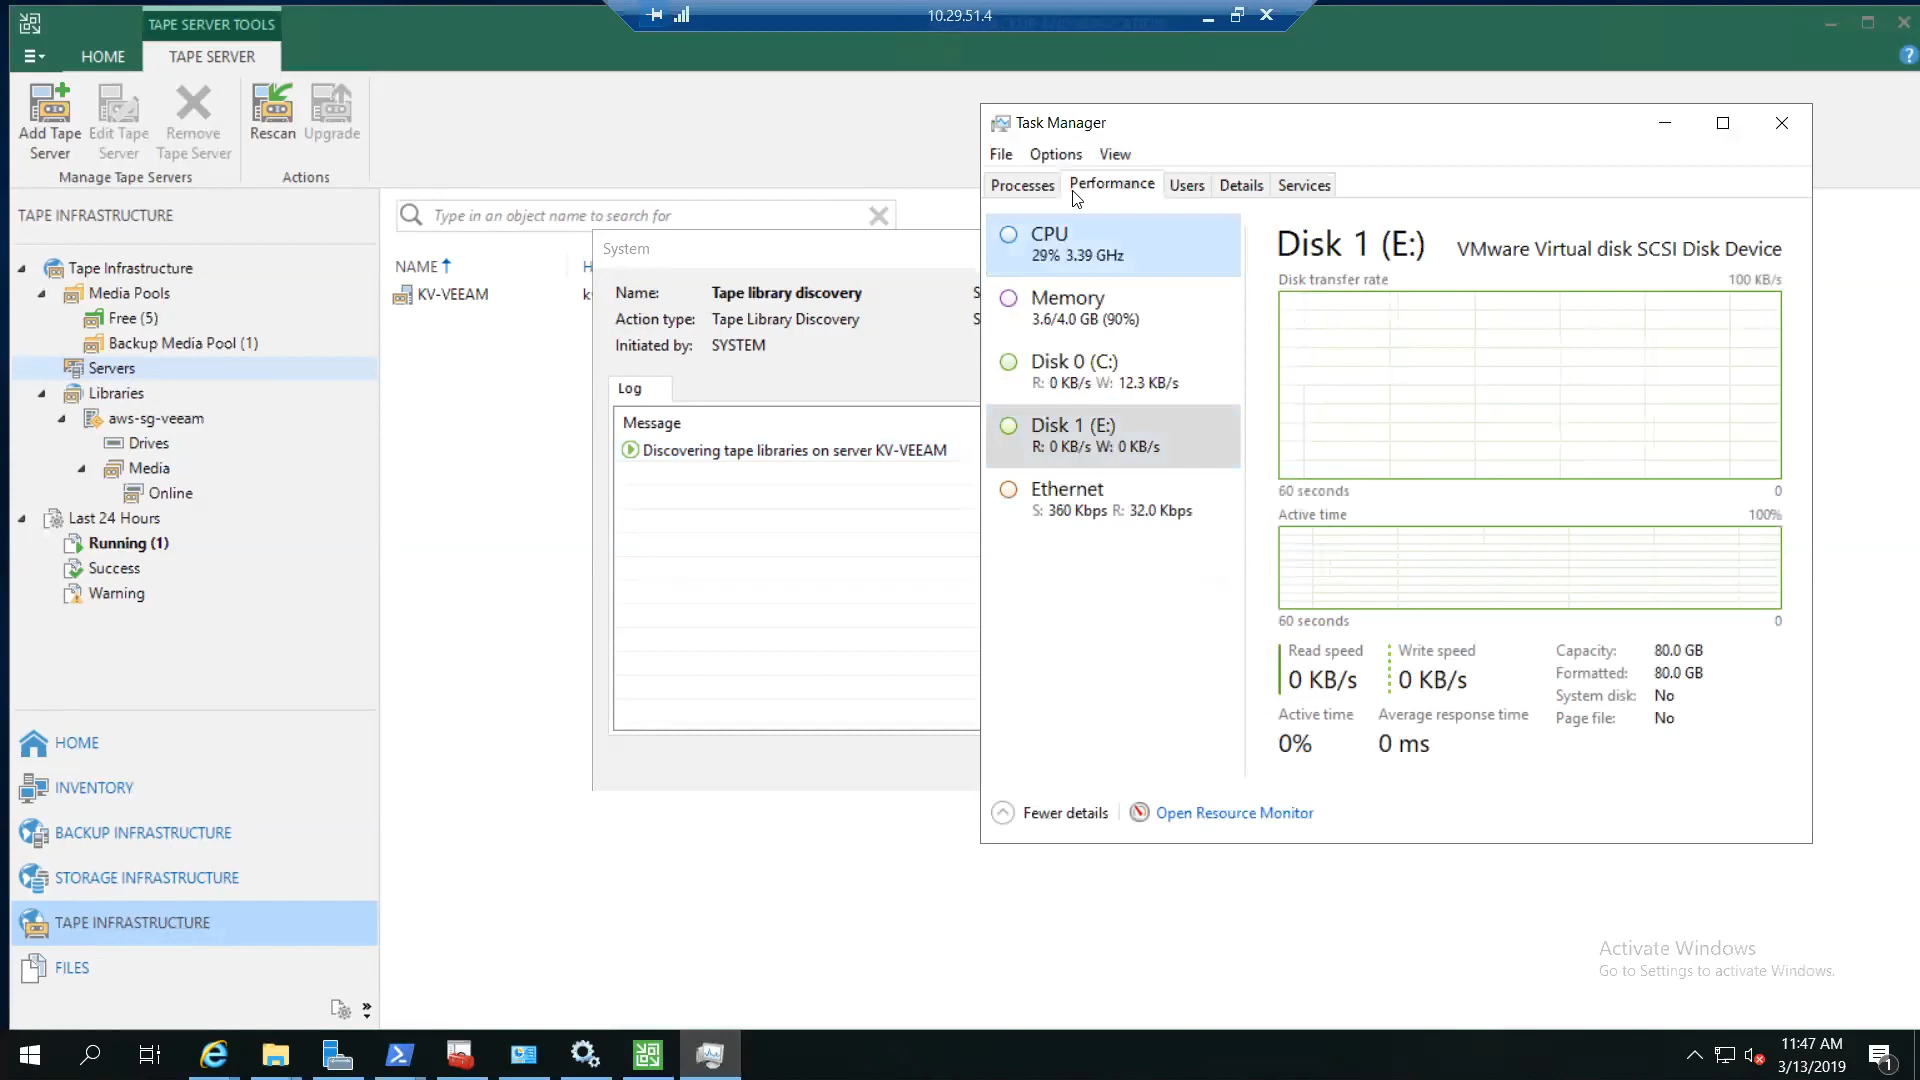 10.29.51.4
TAPE SERVER TOOLS
HOME
TAPE SERVER
Add Tape Server
Edit Tape Server
Remove Tape Server
Rescan
Upgrade
Manage Tape Servers
Actions
TAPE INFRASTRUCTURE
Tape Infrastructure
Media Pools
Free (5)
Backup Media Pool (1)
Servers
Libraries
aws-sg-veeam
Drives
Media
Online
Last 24 Hours
Running (1)
Success
Warning
HOME
INVENTORY
BACKUP INFRASTRUCTURE
STORAGE INFRASTRUCTURE
TAPE INFRASTRUCTURE
FILES
Type in an object name to search for
NAME
H
KV-VEEAM
k
System
Name: Tape library discovery
S
Action type: Tape Library Discovery
S
Initiated by: SYSTEM
Log
Message
Discovering tape libraries on server KV-VEEAM
Task Manager
File Options View
Processes Performance Users Details Services
CPU
29% 3.39 GHz
Memory
3.6/4.0 GB (90%)
Disk 0 (C:)
R: 0 KB/s W: 12.3 KB/s
Disk 1 (E:)
R: 0 KB/s W: 0 KB/s
Ethernet
S: 360 Kbps R: 32.0 Kbps
Disk 1 (E:) VMware Virtual disk SCSI Disk Device
Disk transfer rate 100 KB/s
60 seconds 0
Active time 100%
60 seconds 0
Read speed
0 KB/s
Write speed
0 KB/s
Active time
0%
Average response time
0 ms
Capacity: 80.0 GB
Formatted: 80.0 GB
System disk: No
Page file: No
Fewer details
Open Resource Monitor
Activate Windows
Go to Settings to activate Windows.
11:47 AM
3/13/2019
1